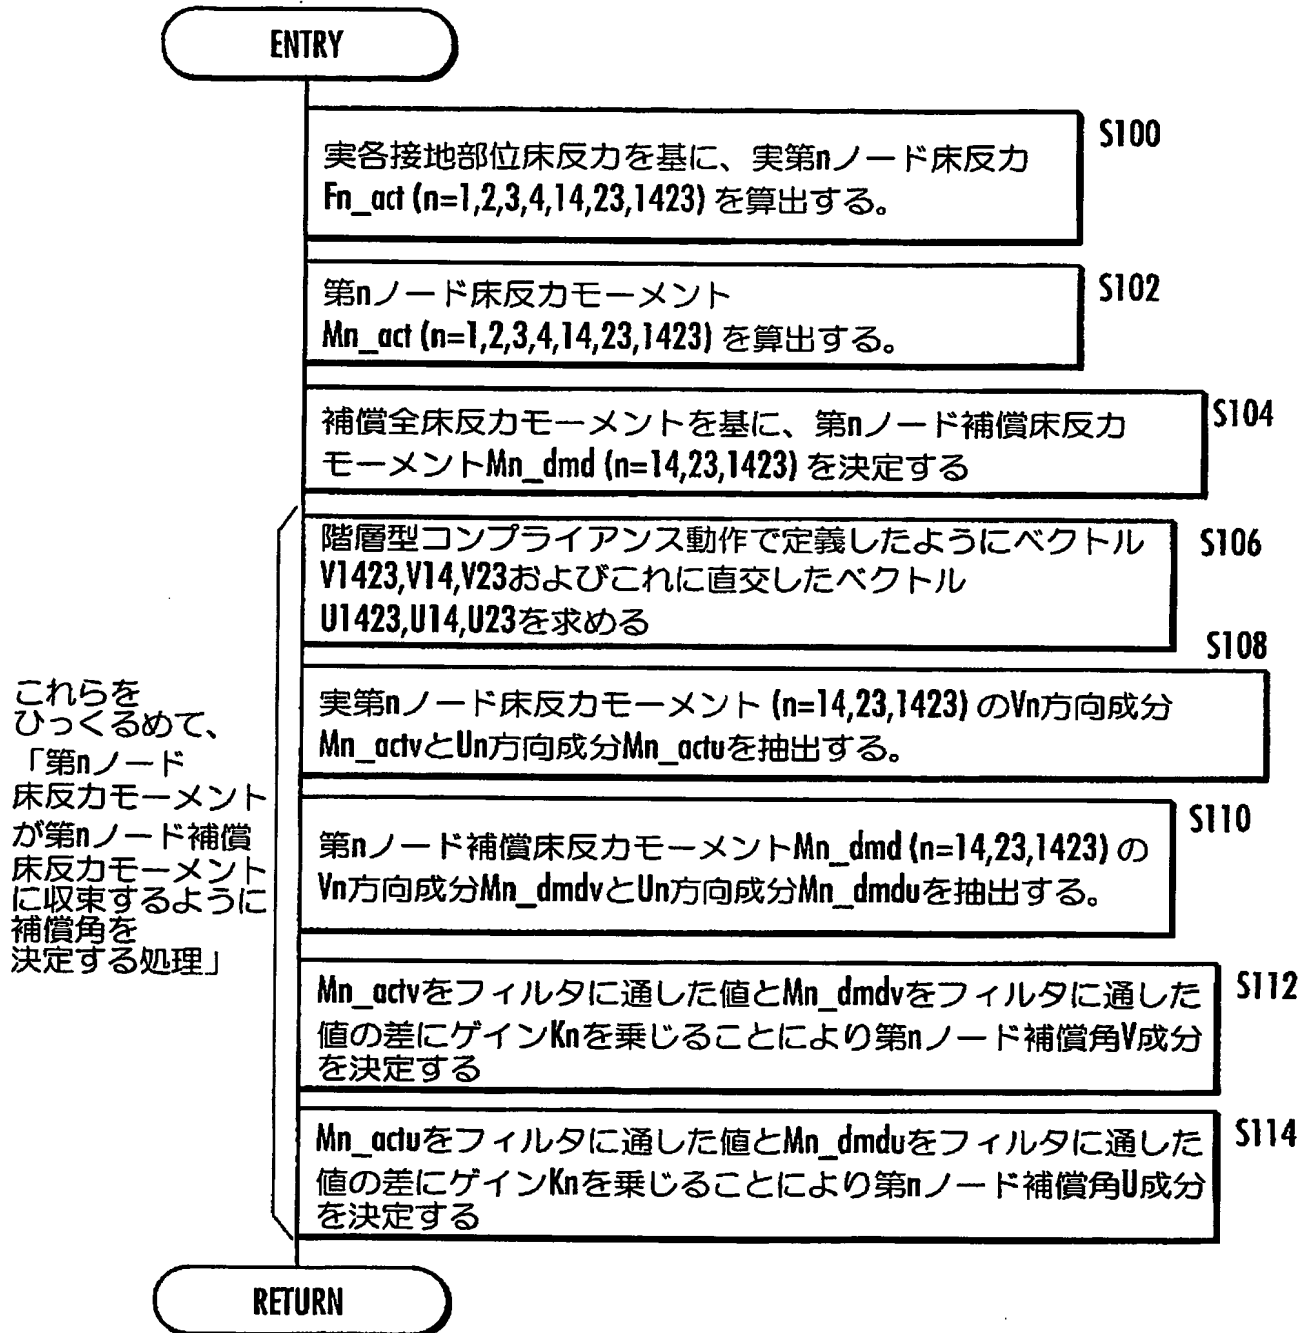 ENTRY
S100
実各接地部位床反力を基に、実第nノード床反力
Fn_act (n=1,2,3,4,14,23,1423) を算出する。
S102
第nノード床反力モーメント
Mn_act (n=1,2,3,4,14,23,1423) を算出する。
S104
補償全床反力モーメントを基に、第nノード補償床反力
モーメントMn_dmd (n=14,23,1423) を決定する
S106
階層型コンプライアンス動作で定義したようにベクトル
V1423,V14,V23およびこれに直交したベクトル
U1423,U14,U23を求める
S108
実第nノード床反力モーメント (n=14,23,1423) のVn方向成分
Mn_actvとUn方向成分Mn_actuを抽出する。
S110
第nノード補償床反力モーメントMn_dmd (n=14,23,1423) の
Vn方向成分Mn_dmdvとUn方向成分Mn_dmduを抽出する。
S112
Mn_actvをフィルタに通した値とMn_dmdvをフィルタに通した
値の差にゲインKnを乗じることにより第nノード補償角V成分
を決定する
S114
Mn_actuをフィルタに通した値とMn_dmduをフィルタに通した
値の差にゲインKnを乗じることにより第nノード補償角U成分
を決定する
これらを
ひっくるめて、
「第nノード
床反力モーメント
が第nノード補償
床反力モーメント
に収束するように
補償角を
決定する処理」
RETURN